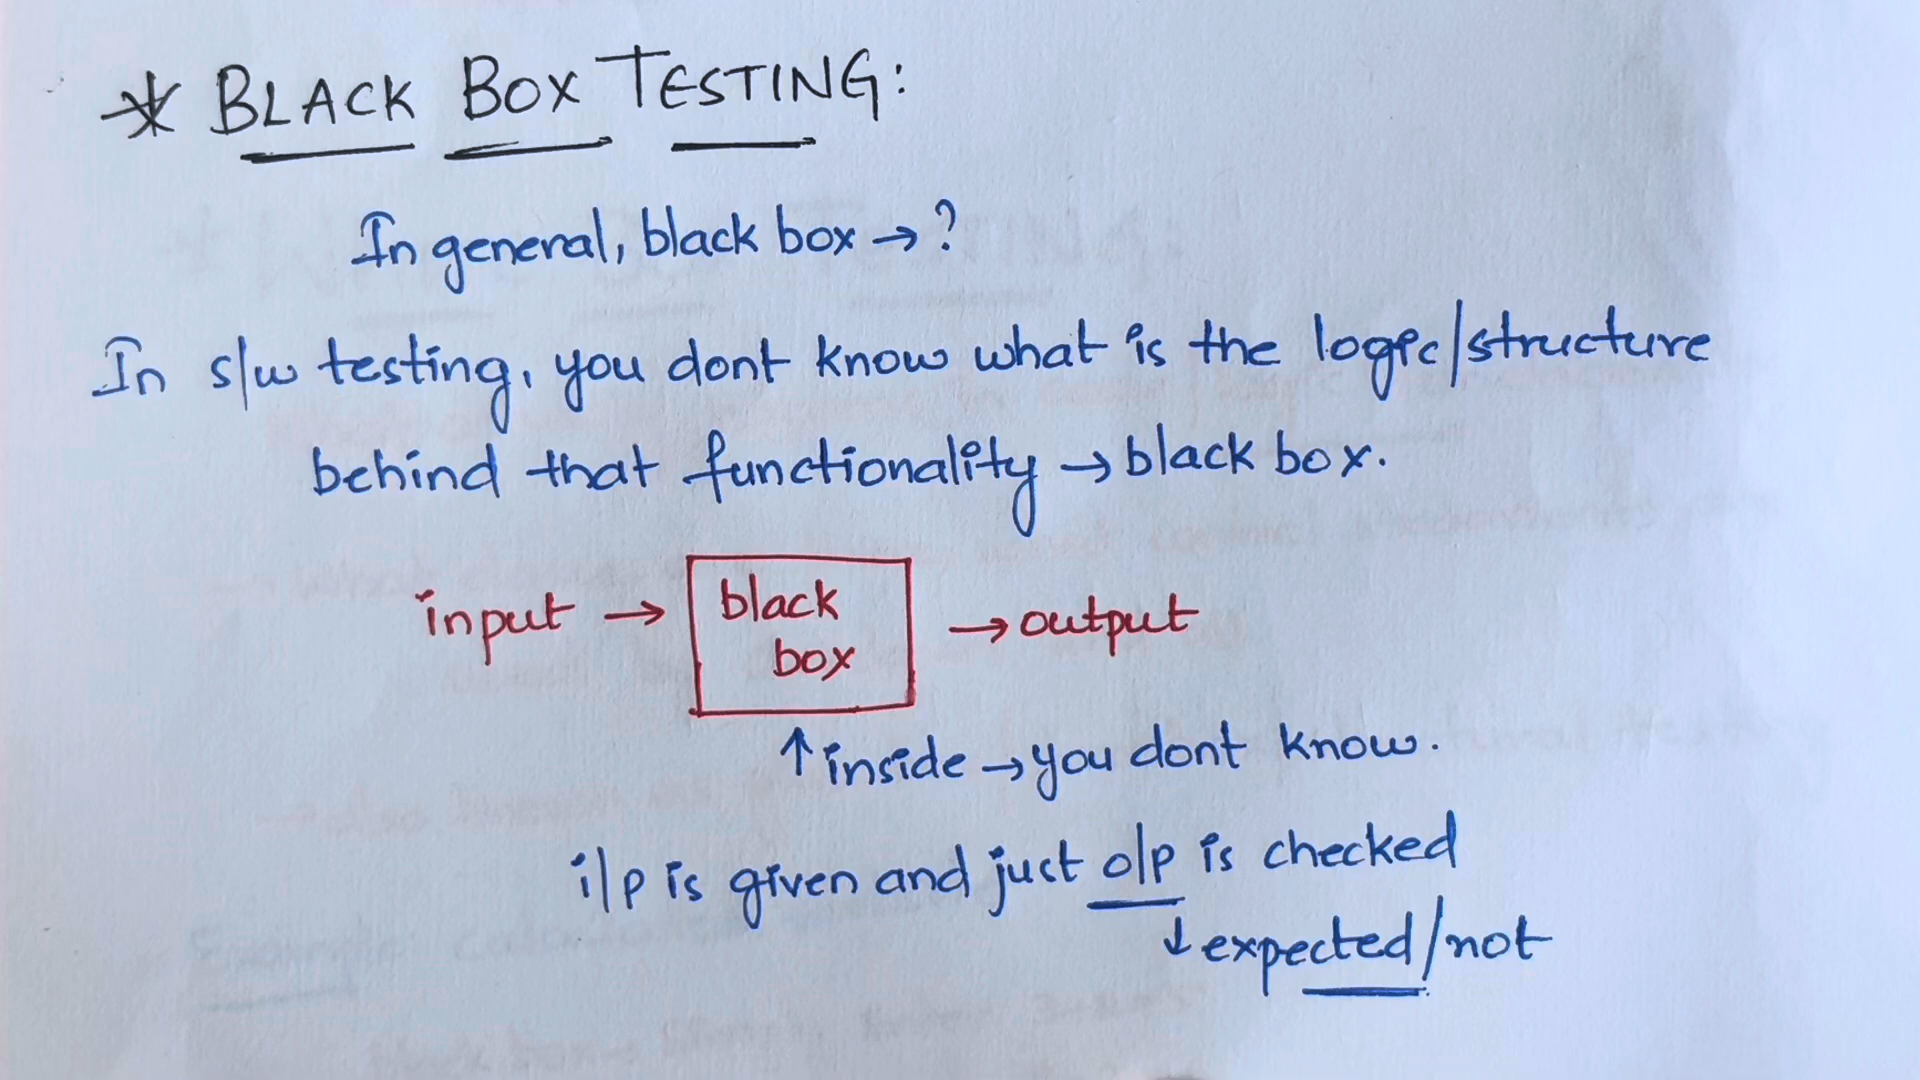 * BLACK BOX TESTING:
In general, black box → ?
In s/w testing, you dont know what is the logic/structure
behind that functionality → black box.
input → black box → output
↑ inside → you dont know.
i/p is given and just o/p is checked
↓ expected/not